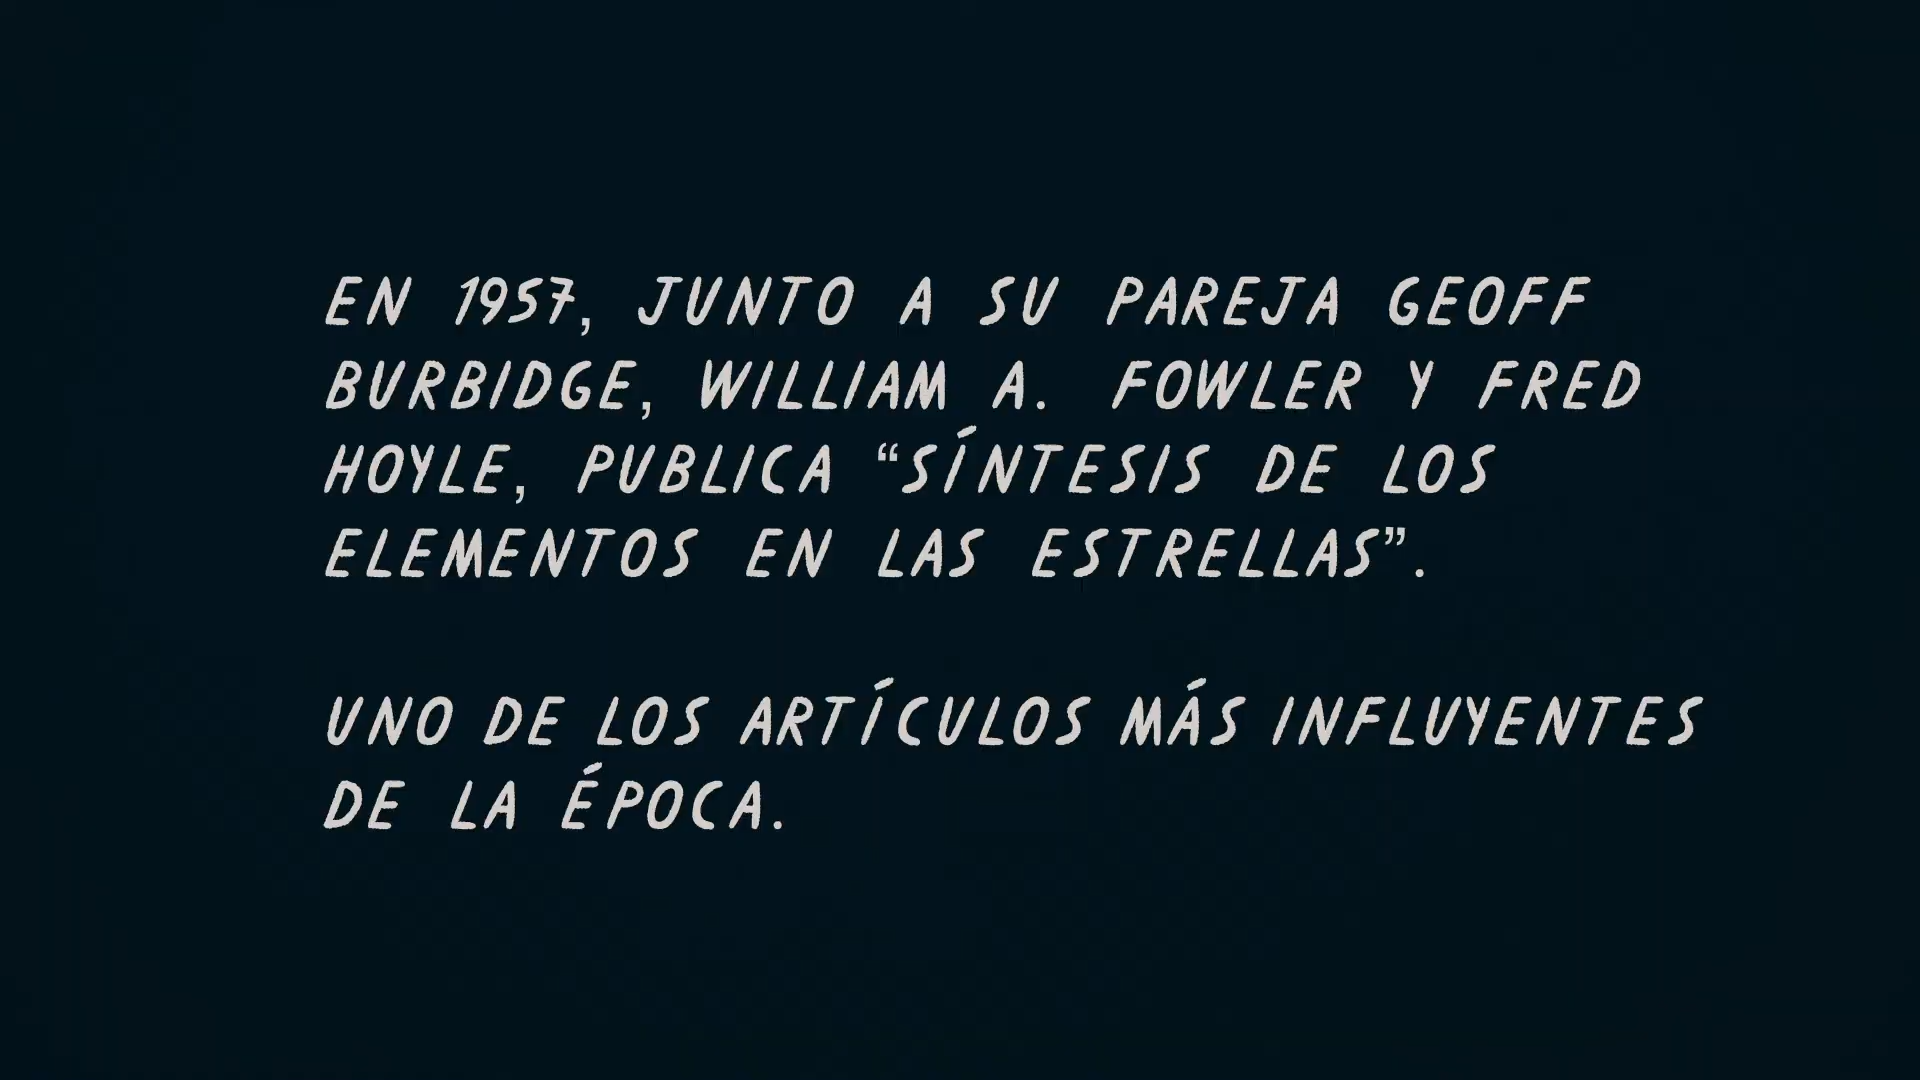 EN 1957, JUNTO A SU PAREJA GEOFF
BURBIDGE, WILLIAM A. FOWLER Y FRED
HOYLE, PUBLICA “SÍNTESIS DE LOS
ELEMENTOS EN LAS ESTRELLAS”.
UNO DE LOS ARTÍCULOS MÁS INFLUYENTES
DE LA ÉPOCA.